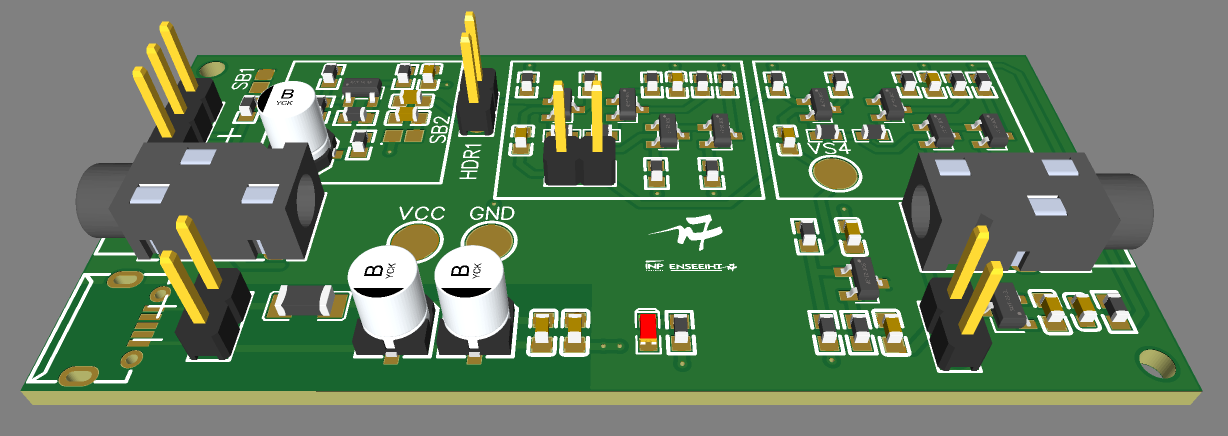 SB1
B
YCK
+
SB2
HDR1
VS4
VCC
GND
B
YCK
B
YCK
INP ENSEEIHT